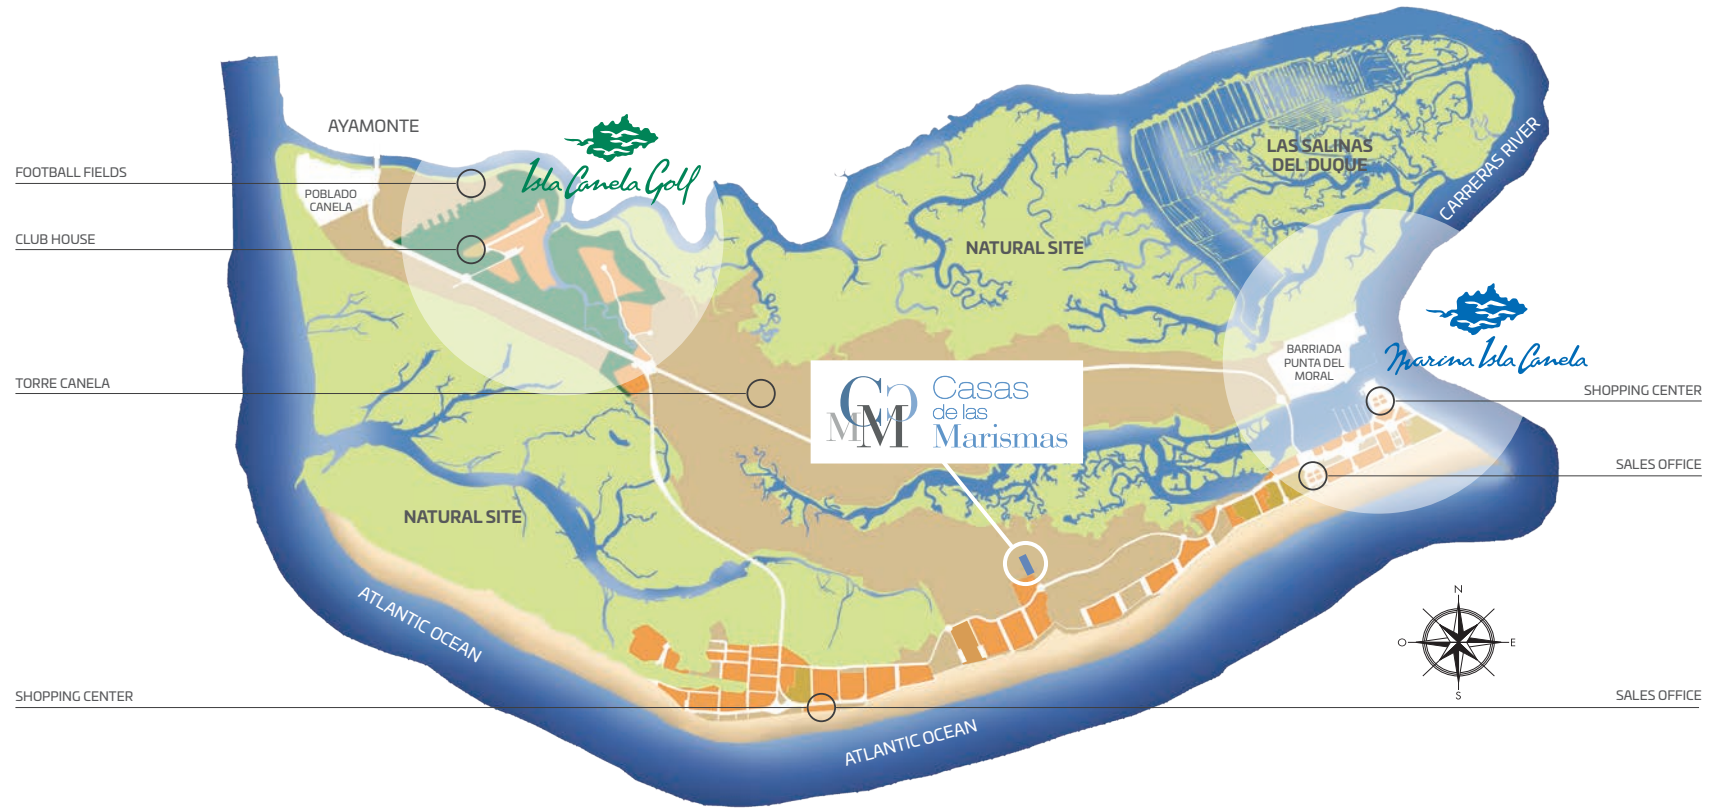 AYAMONTE
FOOTBALL FIELDS
POBLADO
CANELA
CLUB HOUSE
Isla Canela Golf
LAS SALINAS
DEL DUQUE
CARRERAS RIVER
NATURAL SITE
BARRIADA
PUNTA DEL
MORAL
Marina Isla Canela
TORRE CANELA
CC
MM
Casas
de las
Marismas
SHOPPING CENTER
SALES OFFICE
NATURAL SITE
ATLANTIC OCEAN
N
O
E
S
SHOPPING CENTER
SALES OFFICE
ATLANTIC OCEAN